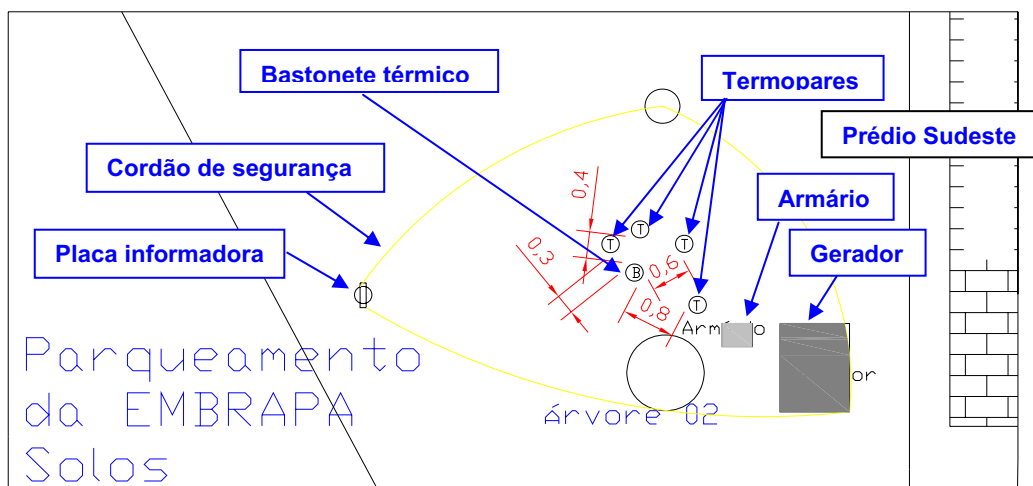 Bastonete térmico
Termopares
Prédio Sudeste
Cordão de segurança
Armário
Placa informadora
Gerador
0,4
T
T
T
0,3
B
0,6
T
0,8
Armário
or
Parqueamento
da EMBRAPA
Solos
árvore 02